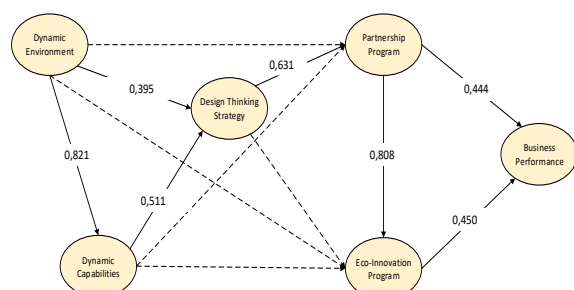 Dynamic
Environment
Partnership
Program
0,631
0,395
0,444
Design Thinking
Strategy
Business
Performance
0,821
0,808
0,511
0,450
Dynamic
Capabilities
Eco-Innovation
Program